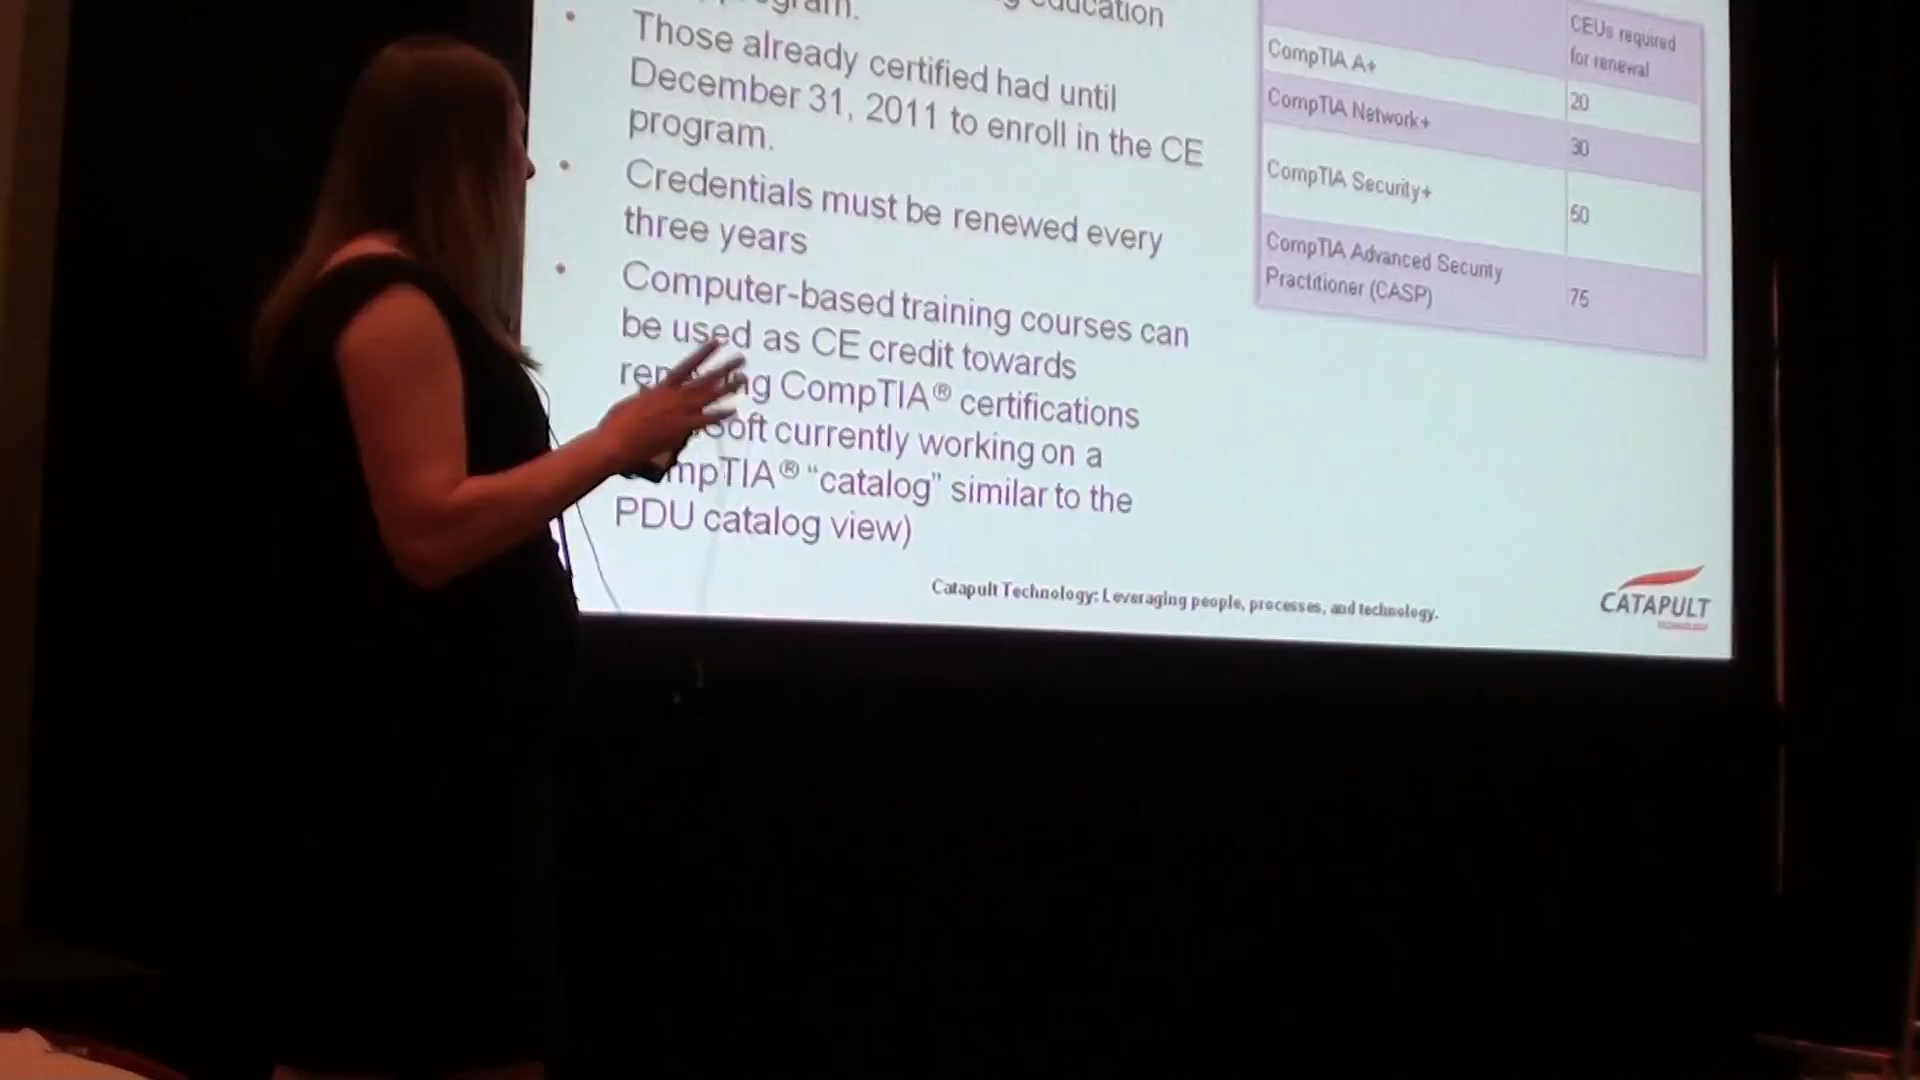 education
program.
Those already certified had until
December 31, 2011 to enroll in the CE
program.
Credentials must be renewed every
three years
Computer-based training courses can
be used as CE credit towards
CompTIA® certifications
currently working on a
"catalog" similar to the
PDU catalog view)
CEUs required
for renewal
CompTIA A+
20
CompTIA Network+
30
CompTIA Security+
50
CompTIA Advanced Security
Practitioner (CASP)
75
Catapult Technology: Leveraging people, processes, and technology.
CATAPULT
TECHNOLOGY